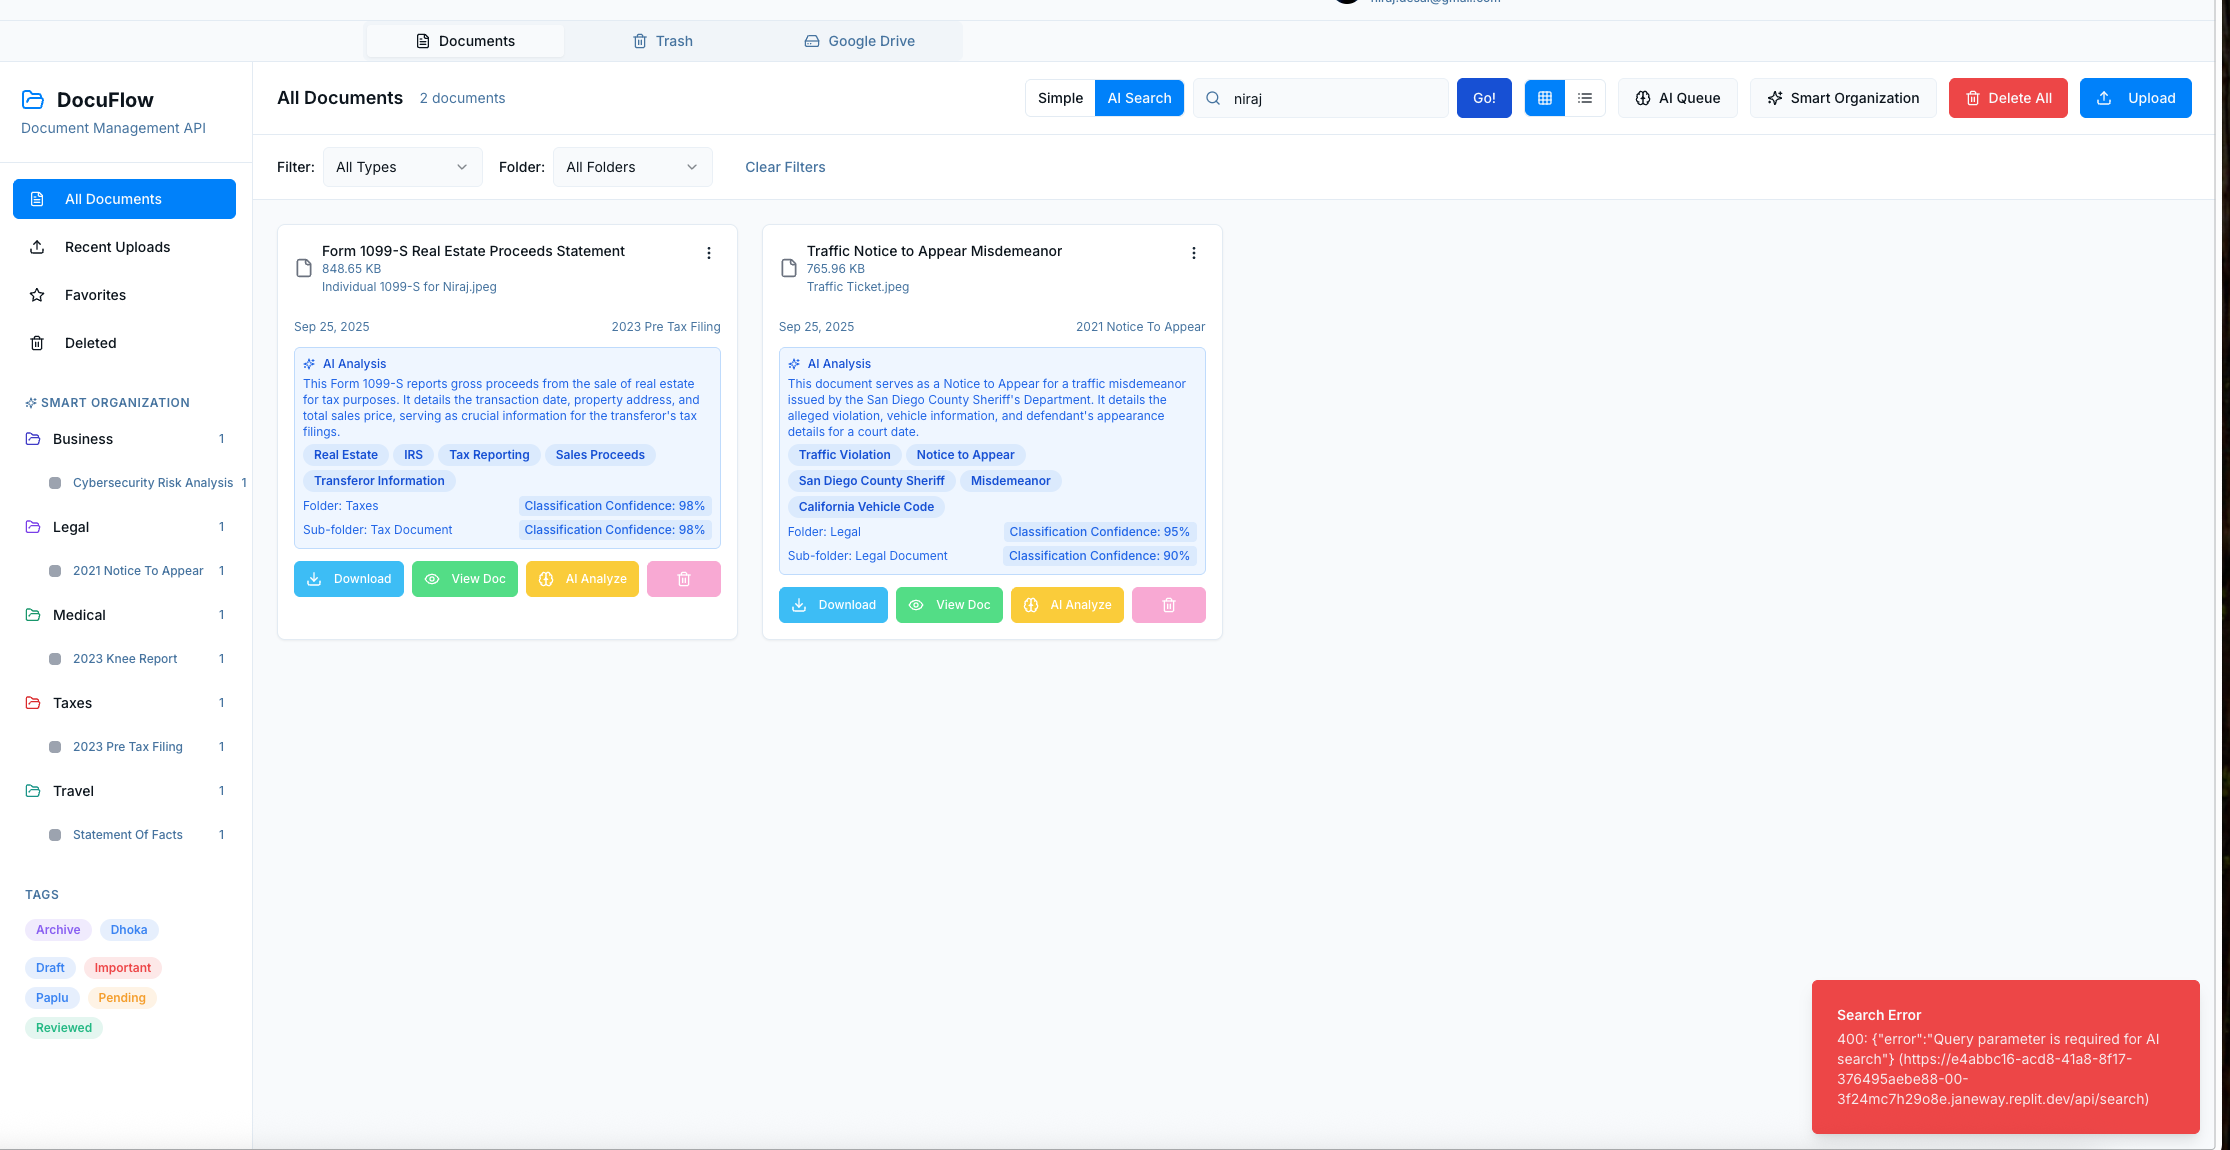 Documents
Trash
Google Drive
DocuFlow
Document Management API
All Documents
Recent Uploads
Favorites
Deleted
SMART ORGANIZATION
Business 1
Cybersecurity Risk Analysis 1
Legal 1
2021 Notice To Appear 1
Medical 1
2023 Knee Report 1
Taxes 1
2023 Pre Tax Filing 1
Travel 1
Statement Of Facts 1
TAGS
Archive Dhoka
Draft Important
Paplu Pending
Reviewed
All Documents 2 documents
Simple AI Search niraj Go! AI Queue Smart Organization Delete All Upload
Filter: All Types Folder: All Folders Clear Filters
Form 1099-S Real Estate Proceeds Statement
848.65 KB
Individual 1099-S for Niraj.jpeg
Sep 25, 2025 2023 Pre Tax Filing
AI Analysis
This Form 1099-S reports gross proceeds from the sale of real estate
for tax purposes. It details the transaction date, property address, and
total sales price, serving as crucial information for the transferor's tax
filings.
Real Estate IRS Tax Reporting Sales Proceeds
Transferor Information
Folder: Taxes Classification Confidence: 98%
Sub-folder: Tax Document Classification Confidence: 98%
Download View Doc AI Analyze
Traffic Notice to Appear Misdemeanor
765.96 KB
Traffic Ticket.jpeg
Sep 25, 2025 2021 Notice To Appear
AI Analysis
This document serves as a Notice to Appear for a traffic misdemeanor
issued by the San Diego County Sheriff's Department. It details the
alleged violation, vehicle information, and defendant's appearance
details for a court date.
Traffic Violation Notice to Appear
San Diego County Sheriff Misdemeanor
California Vehicle Code
Folder: Legal Classification Confidence: 95%
Sub-folder: Legal Document Classification Confidence: 90%
Download View Doc AI Analyze
Search Error
400: {"error":"Query parameter is required for AI
search"} (https://e4abbc16-acd8-41a8-8f17-
376495aebe88-00-
3f24mc7h29o8e.janeway.replit.dev/api/search)